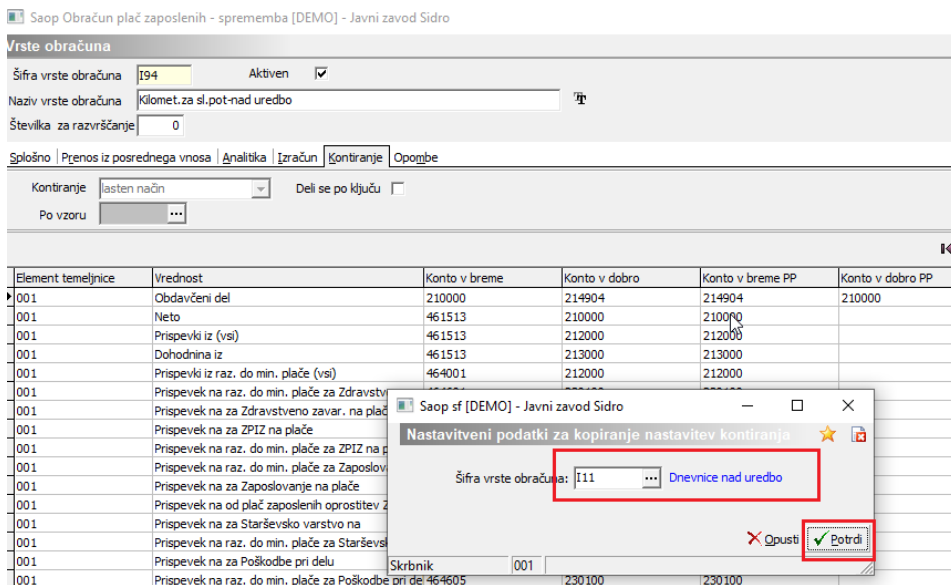 Saop Obračun plač zaposlenih - sprememba [DEMO] - Javni zavod Sidro
Vrste obračuna
Šifra vrste obračuna I94 Aktiven
Naziv vrste obračuna Kilomet.za sl.pot-nad uredbo
Številka za razvrščanje 0
Splošno Prenos iz posrednega vnosa Analitika Izračun Kontiranje Opombe
Kontiranje lasten način Deli se po ključu
Po vzoru ...
Element temeljnice Vrednost Konto v breme Konto v dobro Konto v breme PP Konto v dobro PP
001 Obdavčeni del 210000 214904 214904 210000
001 Neto 461513 210000 210000
001 Prispevki iz (vsi) 461513 212000 212000
001 Dohodnina iz 461513 213000 213000
001 Prispevki iz raz. do min. plače (vsi) 464001 212000 212000
001 Prispevek na raz. do min. plače za Zdravstv
001 Prispevek na za Zdravstveno zavar. na plač
001 Prispevek na za ZPIZ na plače
001 Prispevek na raz. do min. plače za ZPIZ na p
001 Prispevek na raz. do min. plače za Zaposlov
001 Prispevek na za Zaposlovanje na plače
001 Prispevek na od plač zaposlenih oprostitev Z
001 Prispevek na za Starševsko varstvo na
001 Prispevek na raz. do min. plače za Staršev
001 Prispevek na za Poškodbe pri delu
001 Prispevek na raz. do min. plače za Poškodbe pri de 464605 230100 230100
Saop sf [DEMO] - Javni zavod Sidro
Nastavitveni podatki za kopiranje nastavitev kontiranja
Šifra vrste obračuna: I11 ... Dnevnice nad uredbo
Opusti Potrdi
Skrbnik 001